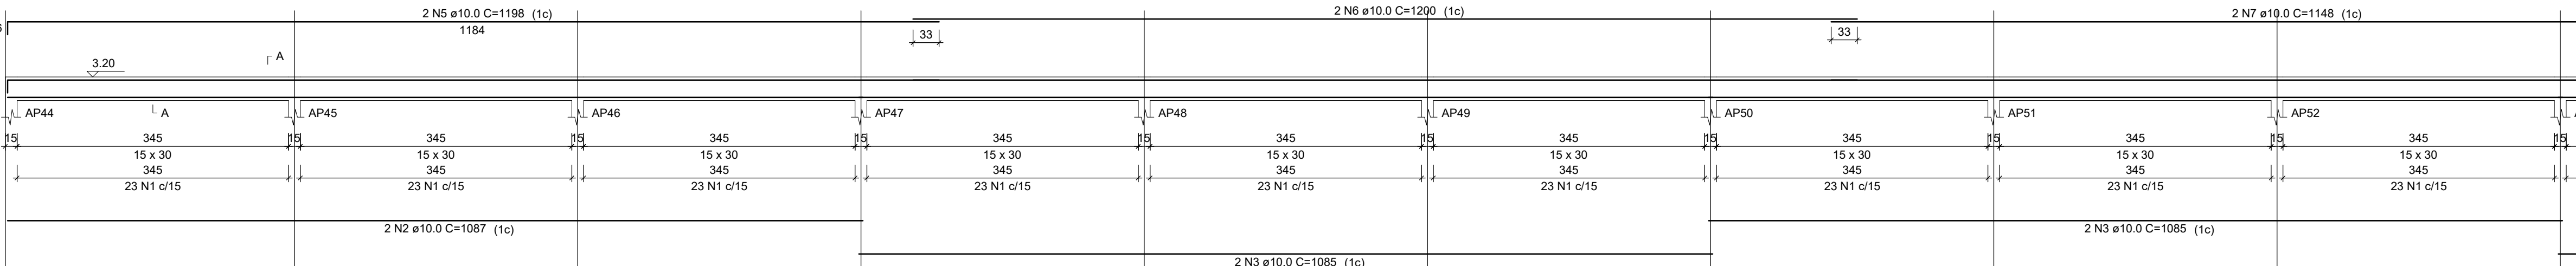 2 N5 ø10.0 C=1198 (1c)
2 N6 ø10.0 C=1200 (1c)
2 N7 ø10.0 C=1148 (1c)
1184
33
33
A
3.20
AP44
A
AP45
AP46
AP47
AP48
AP49
AP50
AP51
AP52
15 345 15 345 15 345 15 345 15 345 15 345 15 345 15 345 15 345 15
15 x 30 15 x 30 15 x 30 15 x 30 15 x 30 15 x 30 15 x 30 15 x 30 15 x 30
345 345 345 345 345 345 345 345 345
23 N1 c/15 23 N1 c/15 23 N1 c/15 23 N1 c/15 23 N1 c/15 23 N1 c/15 23 N1 c/15 23 N1 c/15 23 N1 c/15
2 N2 ø10.0 C=1087 (1c)
2 N3 ø10.0 C=1085 (1c)
2 N3 ø10.0 C=1085 (1c)